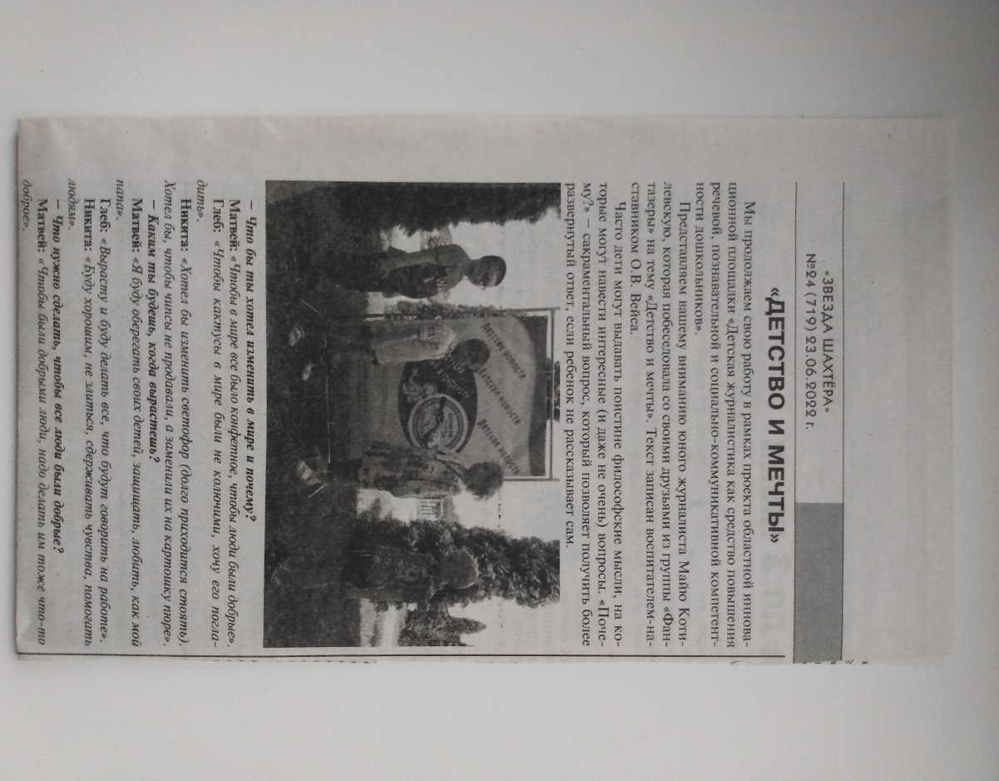 «ЗВЕЗДА ШАХТЁРА»
№24 (719) 23.06.2022 г.
«ДЕТСТВО И МЕЧТЫ»
Мы продолжаем свою работу в рамках проекта областной иннова-
ционной площадки «Детская журналистика как средство повышения
речевой, познавательной и социально-коммуникативной компетент-
ности дошкольников».
Представляем вашему вниманию юного журналиста Майю Коти-
левскую, которая побеседовала со своими друзьями из группы «Фан-
тазеры» на тему «Детство и мечты». Текст записан воспитателем-на-
ставником О.В. Вейса.
Часто дети могут выдавать поистине философские мысли, на ко-
торые могут навести интересные (и даже не очень) вопросы. «Поче-
му?» – сакраментальный вопрос, который позволяет получить более
развернутый ответ, если ребенок не рассказывает сам.
Детские новости
Детские новости
Детские новости
– Что бы ты хотел изменить в мире и почему?
Матвей: «Чтобы в мире все было конфетное, чтобы люди были добрые».
Глеб: «Чтобы кактусы в мире были не колючими, хочу его погла-
дить».
Никита: «Хотел бы изменить светофор (долго приходится стоять).
Хотел бы, чтобы чипсы не продавали, а заменили их на картошку пюре».
– Каким ты будешь, когда вырастешь?
Матвей: «Я буду оберегать своих детей, защищать, любить, как мой
папа».
Глеб: «Вырасту и буду делать все, что будут говорить на работе».
Никита: «Буду хорошим, не злиться, сдерживать чувства, помогать
людям».
– Что нужно сделать, чтобы все люди были добрые?
Матвей: «Чтобы были добрыми люди, надо делать им тоже что-то
доброе».